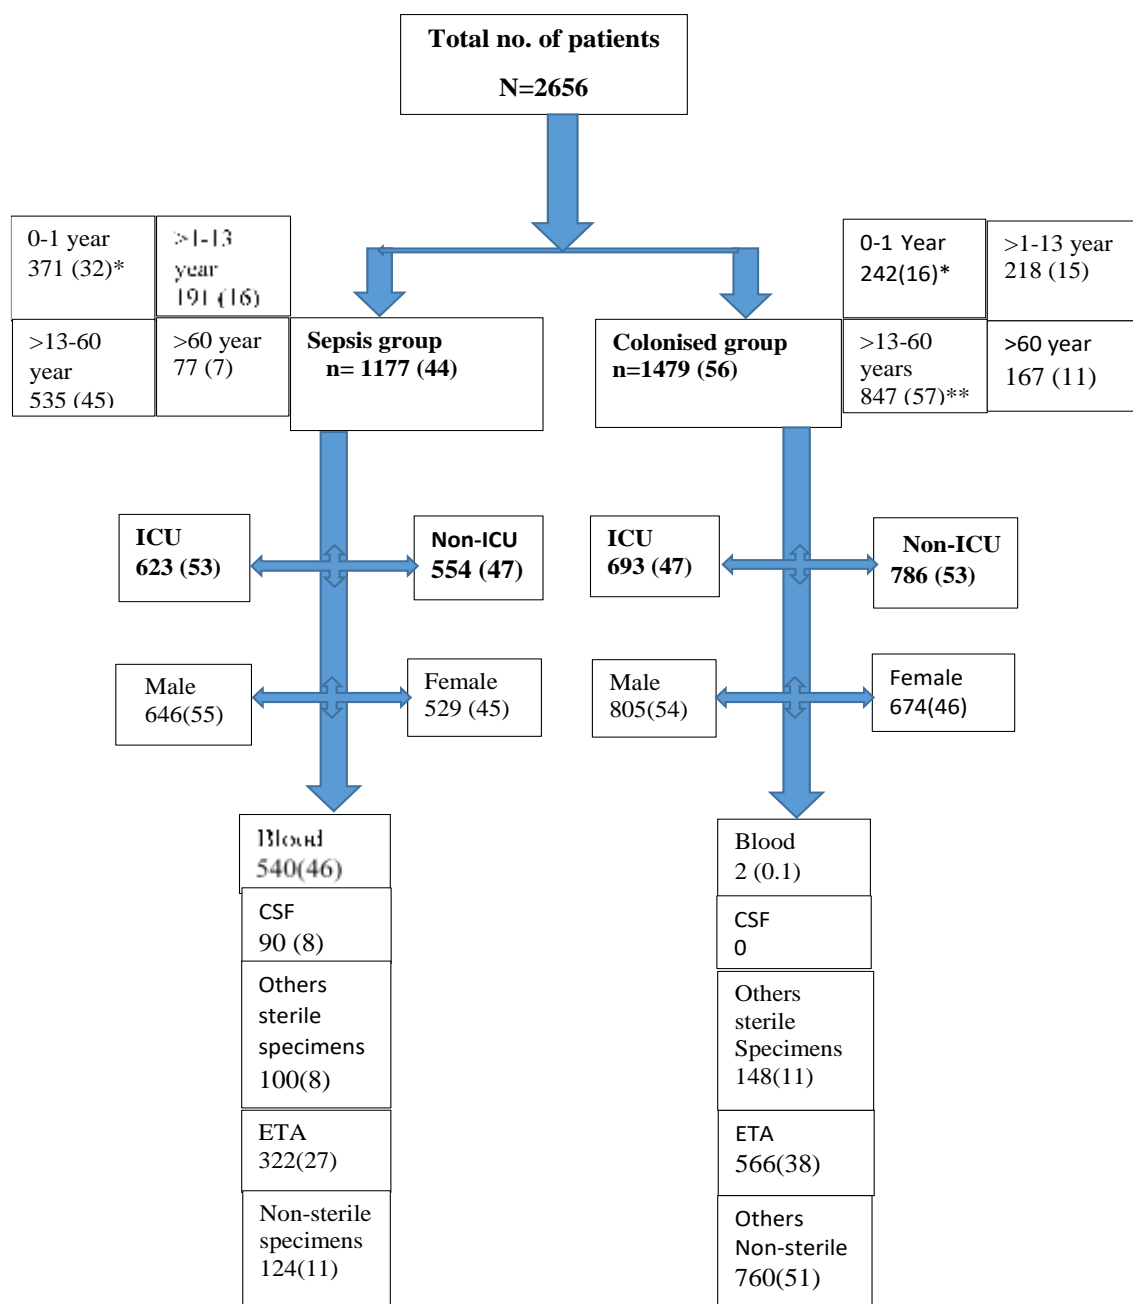 Total no. of patients
N=2656
0-1 year
371 (32)*
>1-13
year
191 (16)
>13-60
year
535 (45)
>60 year
77 (7)
Sepsis group
n= 1177 (44)
Colonised group
n=1479 (56)
0-1 Year
242(16)*
>1-13 year
218 (15)
>13-60
years
847 (57)**
>60 year
167 (11)
ICU
623 (53)
Non-ICU
554 (47)
ICU
693 (47)
Non-ICU
786 (53)
Male
646(55)
Female
529 (45)
Male
805(54)
Female
674(46)
Blood
540(46)
CSF
90 (8)
Others
sterile
specimens
100(8)
ETA
322(27)
Non-sterile
specimens
124(11)
Blood
2 (0.1)
CSF
0
Others
sterile
Specimens
148(11)
ETA
566(38)
Others
Non-sterile
760(51)